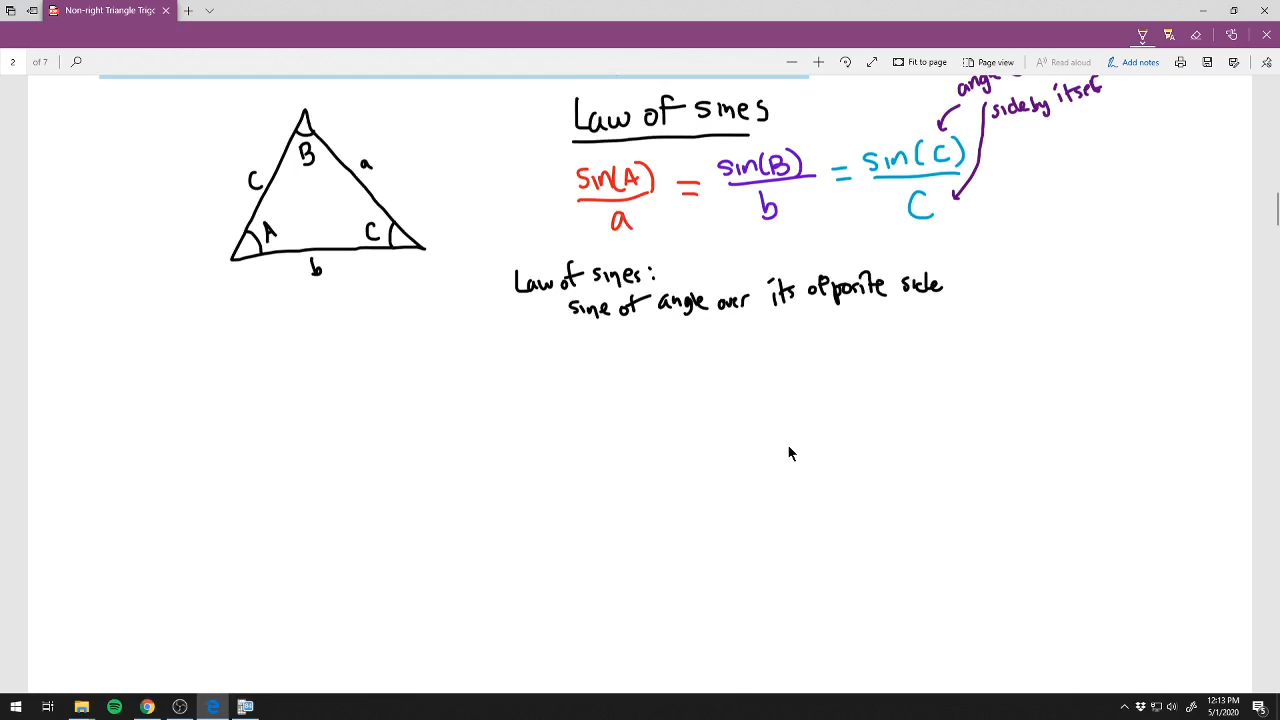 Non-right Triangle Trigo
2 of 7
Fit to page
Page view
Read aloud
Add notes
side by itself
Law of sines
sin(A)/a = sin(B)/b = sin(C)/C
B
C
a
A
C
b
Law of sines:
sine of angle over its opposite side
12:13 PM
5/1/2020